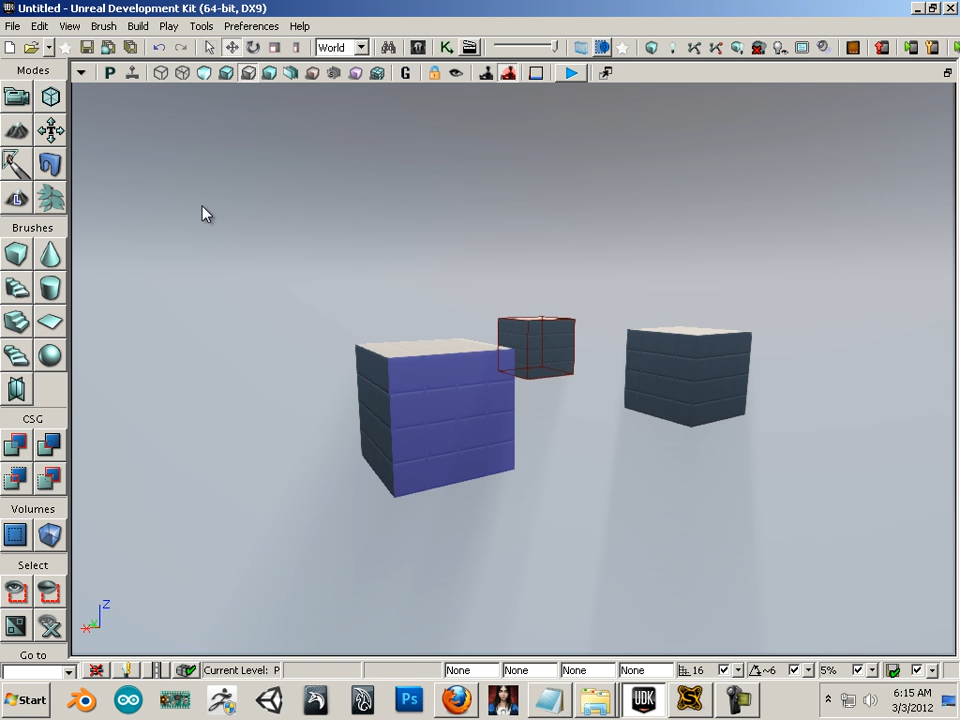 Untitled - Unreal Development Kit (64-bit, DX9)
File Edit View Brush Build Play Tools Preferences Help
World
Modes
P
G
Brushes
CSG
Volumes
Select
Go to
Z
X
Current Level: P
None None None None
16
~6
5%
Start
Ps
UDK
6:15 AM
3/3/2012